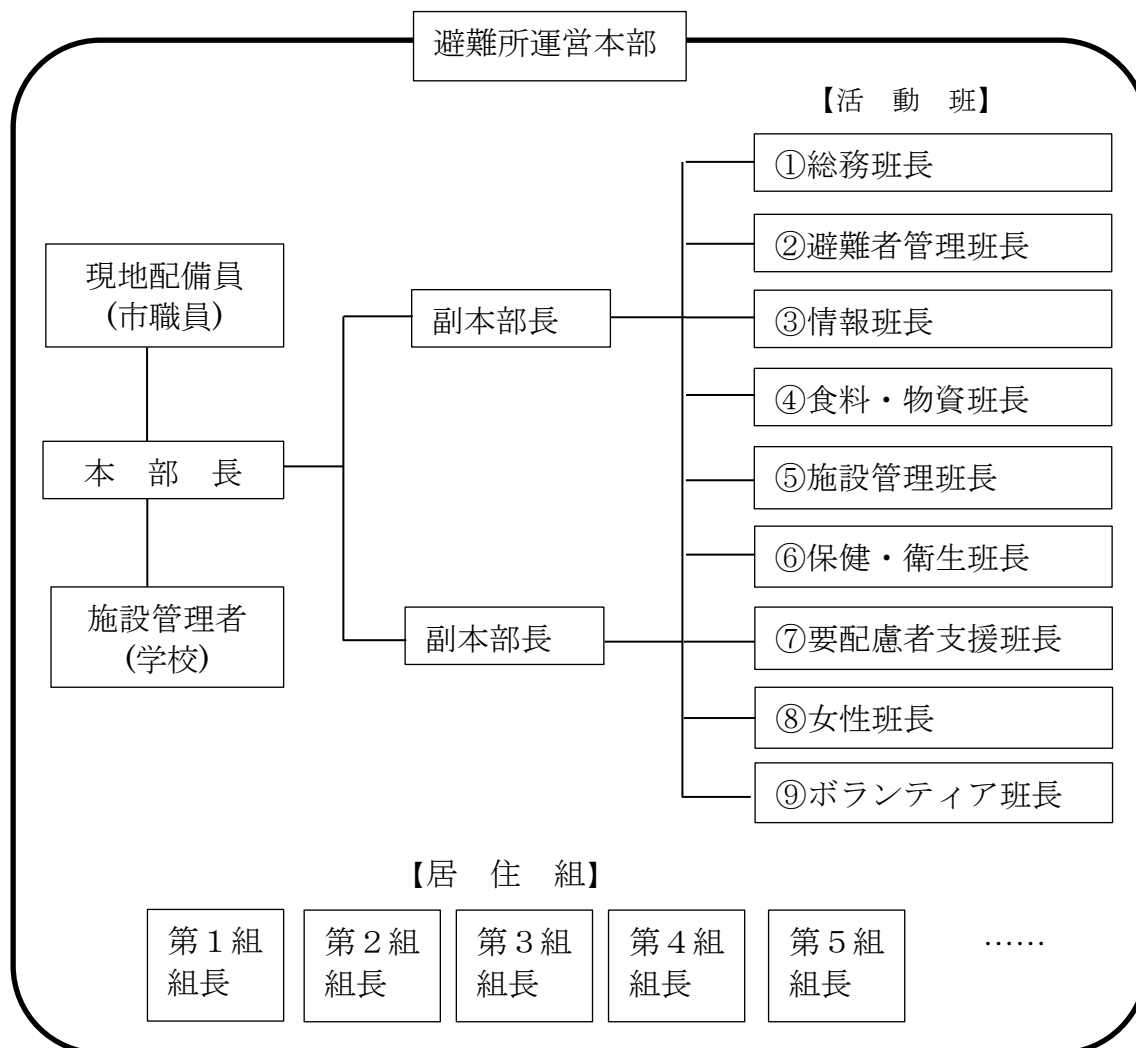 避難所運営本部
【活　動　班】
①総務班長
②避難者管理班長
③情報班長
④食料・物資班長
⑤施設管理班長
⑥保健・衛生班長
⑦要配慮者支援班長
⑧女性班長
⑨ボランティア班長
現地配備員
(市職員)
本　部　長
施設管理者
(学校)
副本部長
副本部長
【居　住　組】
第１組
組長
第２組
組長
第３組
組長
第４組
組長
第５組
組長
……